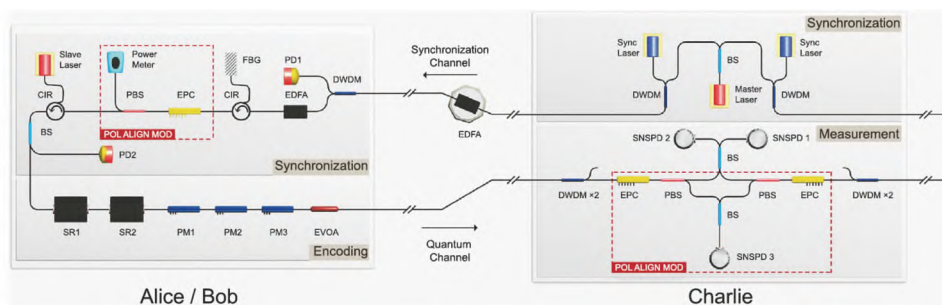 Synchronization
Slave
Laser
Power
Meter
FBG
PD1
DWDM
CIR
PBS
EPC
CIR
EDFA
POL ALIGN MOD
BS
PD2
Synchronization
SR1
SR2
PM1
PM2
PM3
EVOA
Encoding
Alice / Bob
Synchronization
Channel
EDFA
Quantum
Channel
Sync
Laser
Sync
Laser
BS
DWDM
Master
Laser
DWDM
Measurement
SNSPD 2
SNSPD 1
BS
DWDM ×2
EPC
PBS
PBS
EPC
DWDM ×2
BS
SNSPD 3
POL ALIGN MOD
Charlie